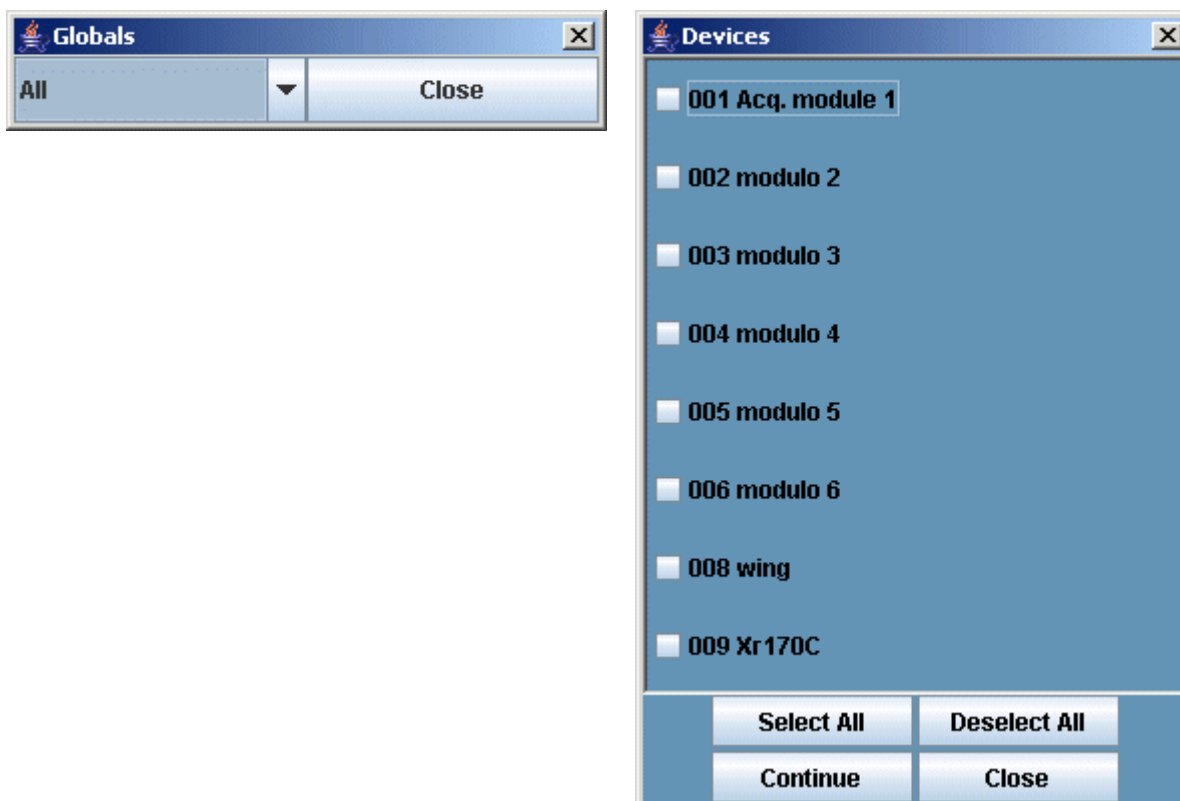 Globals
All
Close
Devices
001 Acq. module 1
002 modulo 2
003 modulo 3
004 modulo 4
005 modulo 5
006 modulo 6
008 wing
009 Xr170C
Select All
Deselect All
Continue
Close